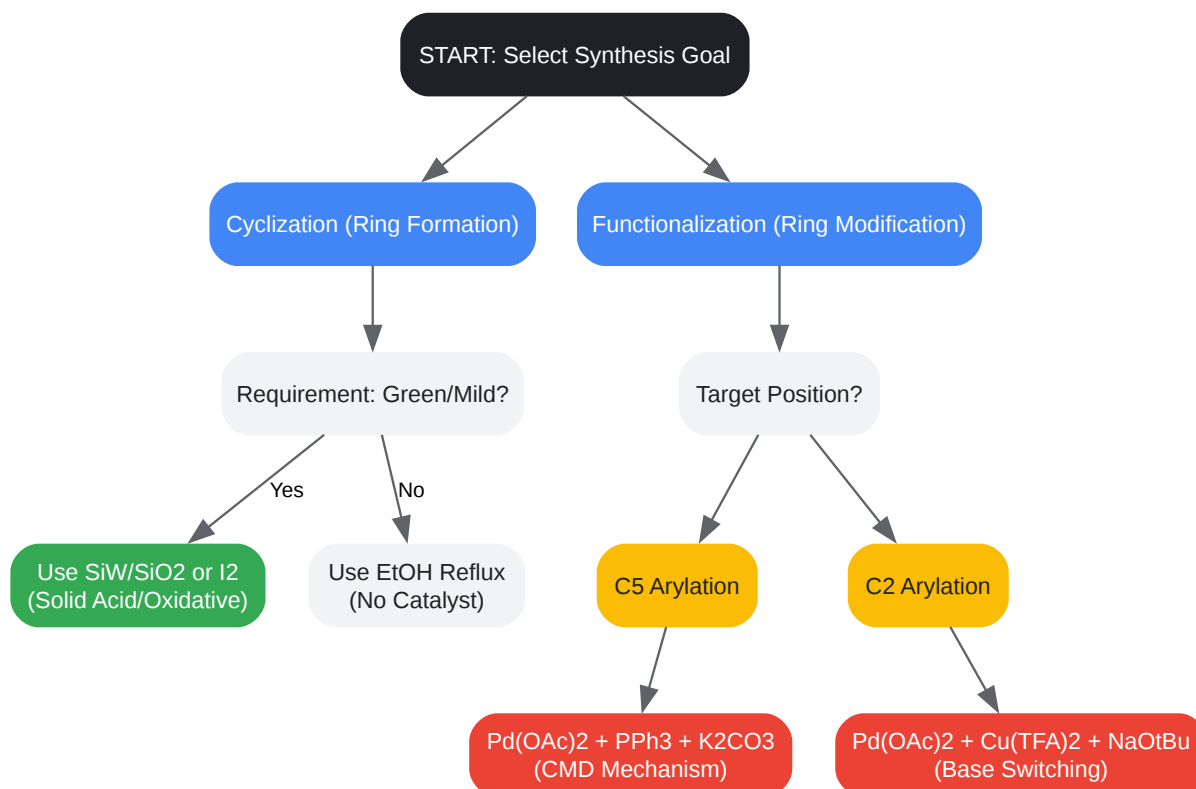 START: Select Synthesis Goal
Cyclization (Ring Formation)
Functionalization (Ring Modification)
Requirement: Green/Mild?
Target Position?
Yes
No
Use SiW/SiO2 or I2
(Solid Acid/Oxidative)
Use EtOH Reflux
(No Catalyst)
C5 Arylation
C2 Arylation
Pd(OAc)2 + PPh3 + K2CO3
(CMD Mechanism)
Pd(OAc)2 + Cu(TFA)2 + NaOtBu
(Base Switching)